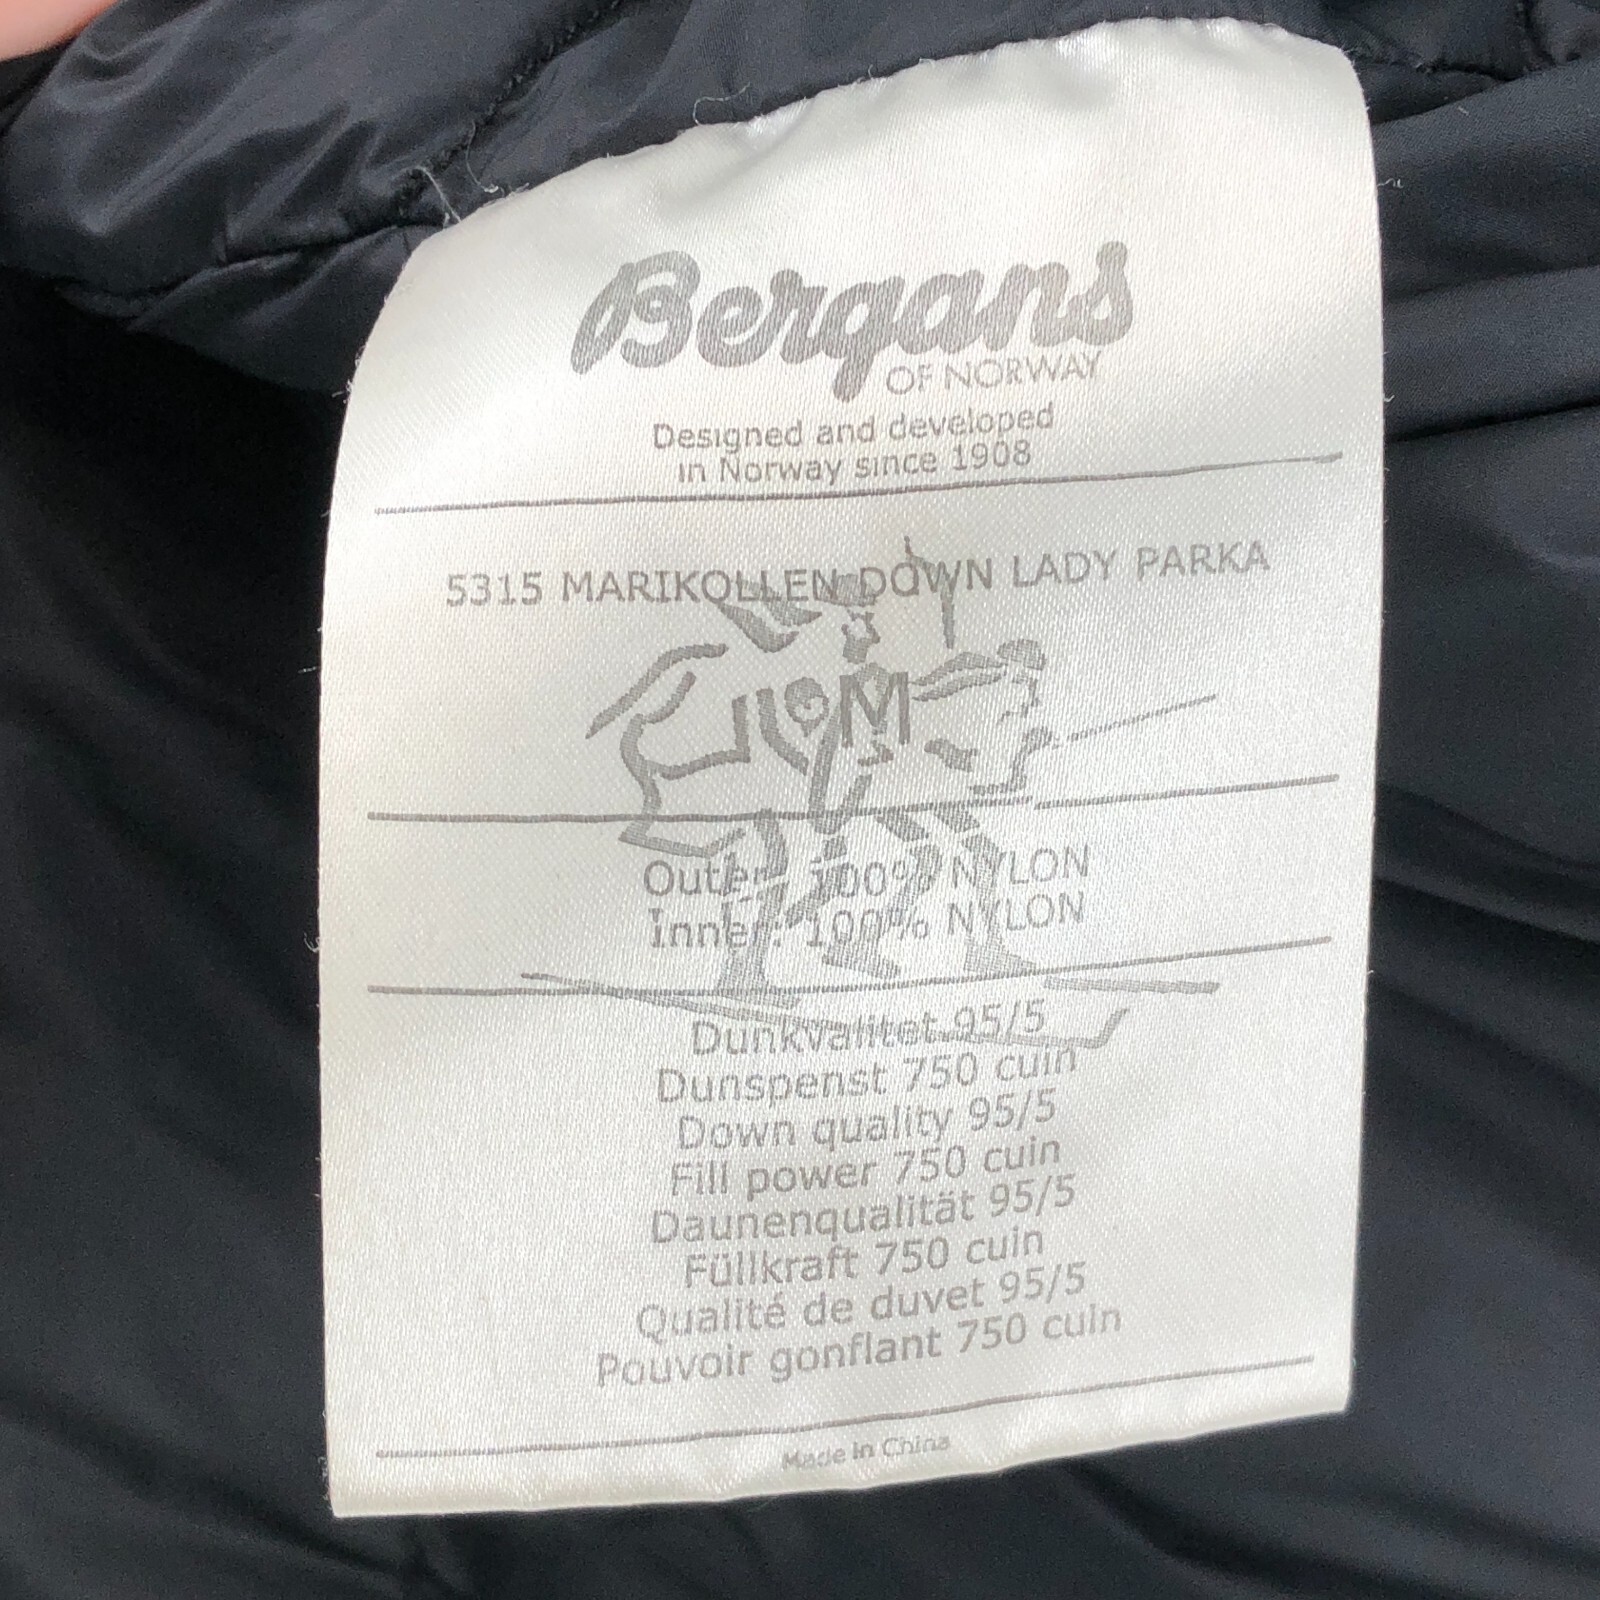 Bergans
OF NORWAY
Designed and developed
in Norway since 1908
5315 MARIKOLLEN DOWN LADY PARKA
M
Outer: 100% NYLON
Inner: 100% NYLON
Dunkvalitet 95/5
Dunspenst 750 cuin
Down quality 95/5
Fill power 750 cuin
Daunenqualität 95/5
Füllkraft 750 cuin
Qualité de duvet 95/5
Pouvoir gonflant 750 cuin
Made in China